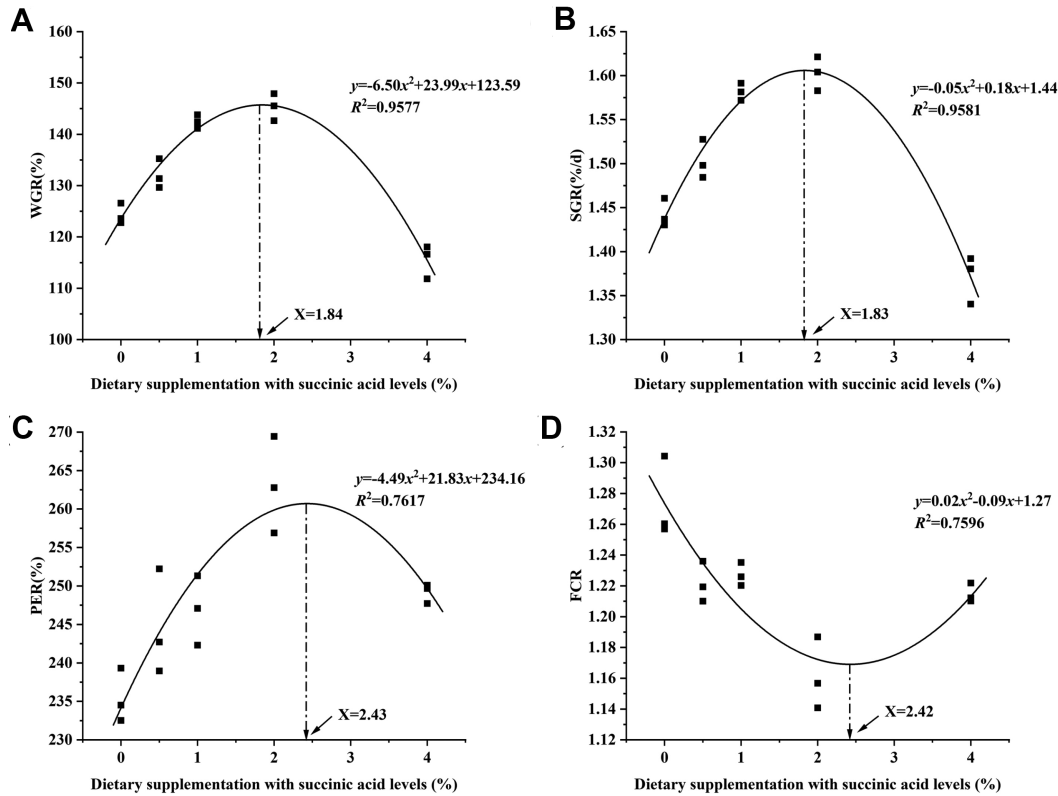 A
160
150
140
130
120
110
100
WGR(%)
y=-6.50x²+23.99x+123.59
R²=0.9577
X=1.84
0 1 2 3 4
Dietary supplementation with succinic acid levels (%)
B
1.65
1.60
1.55
1.50
1.45
1.40
1.35
1.30
SGR(%/d)
y=-0.05x²+0.18x+1.44
R²=0.9581
X=1.83
0 1 2 3 4
Dietary supplementation with succinic acid levels (%)
C
270
265
260
255
250
245
240
235
230
PER(%)
y=-4.49x²+21.83x+234.16
R²=0.7617
X=2.43
0 1 2 3 4
Dietary supplementation with succinic acid levels (%)
D
1.32
1.30
1.28
1.26
1.24
1.22
1.20
1.18
1.16
1.14
1.12
FCR
y=0.02x²-0.09x+1.27
R²=0.7596
X=2.42
0 1 2 3 4
Dietary supplementation with succinic acid levels (%)